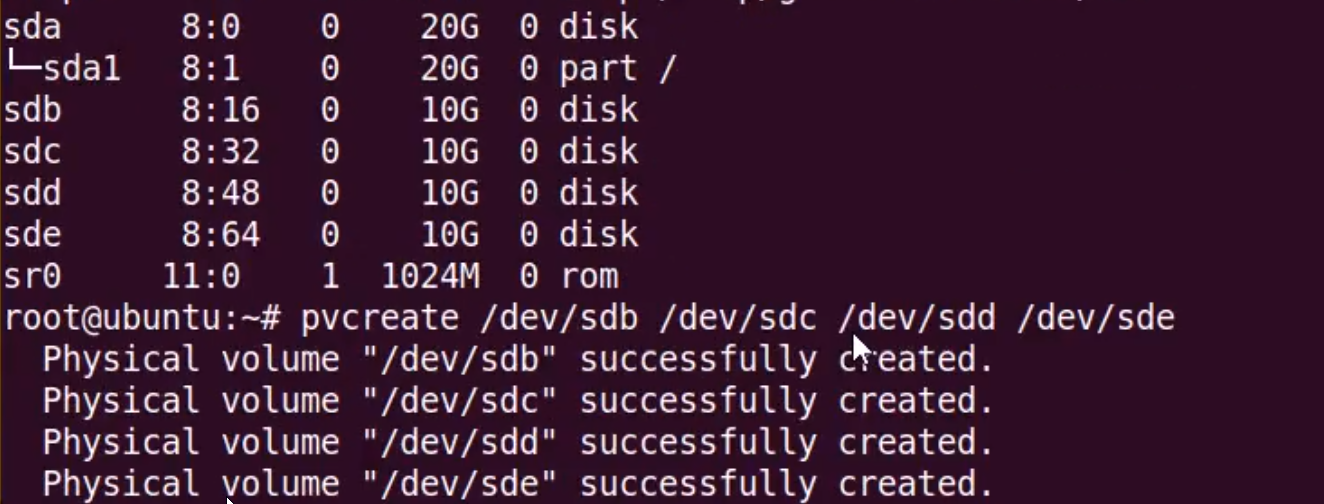 sda 8:0 0 20G 0 disk
└─sda1 8:1 0 20G 0 part /
sdb 8:16 0 10G 0 disk
sdc 8:32 0 10G 0 disk
sdd 8:48 0 10G 0 disk
sde 8:64 0 10G 0 disk
sr0 11:0 1 1024M 0 rom
root@ubuntu:~# pvcreate /dev/sdb /dev/sdc /dev/sdd /dev/sde
Physical volume "/dev/sdb" successfully created.
Physical volume "/dev/sdc" successfully created.
Physical volume "/dev/sdd" successfully created.
Physical volume "/dev/sde" successfully created.